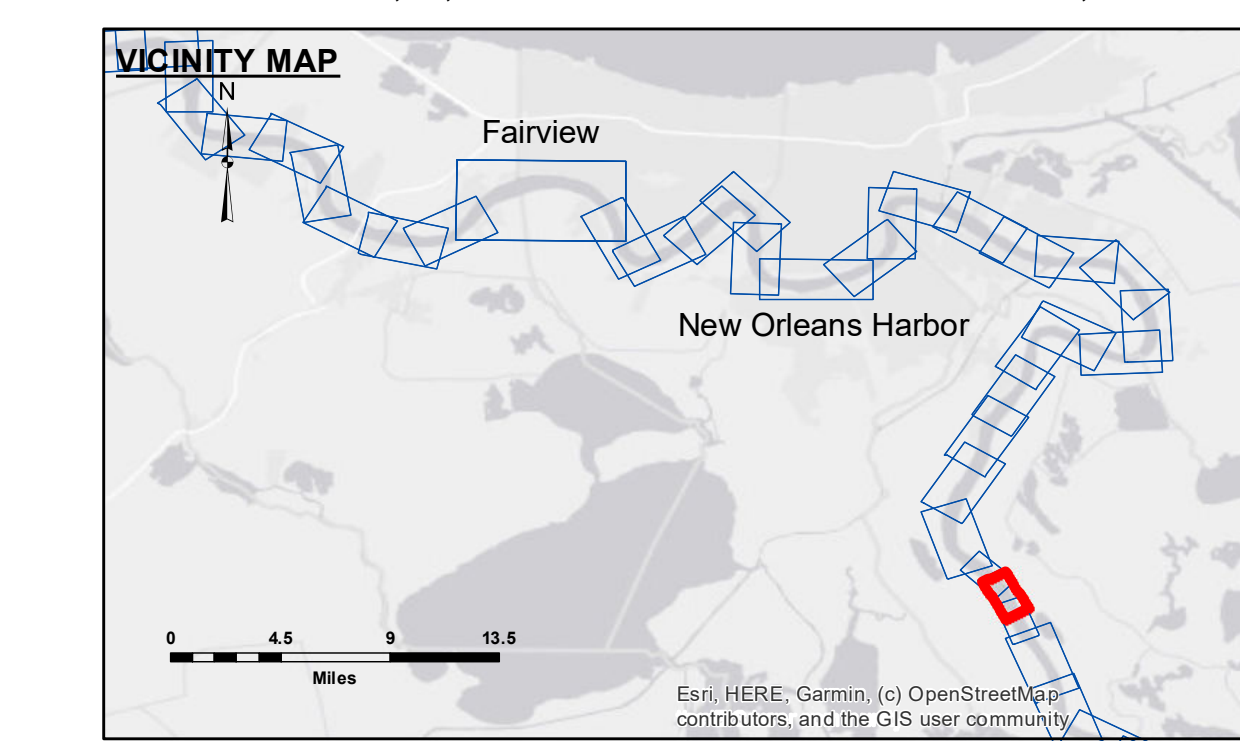 VICINITY MAP
N
Fairview
New Orleans Harbor
0 4.5 9 13.5
Miles
Esri, HERE, Garmin, (c) OpenStreetMap
contributors, and the GIS user community